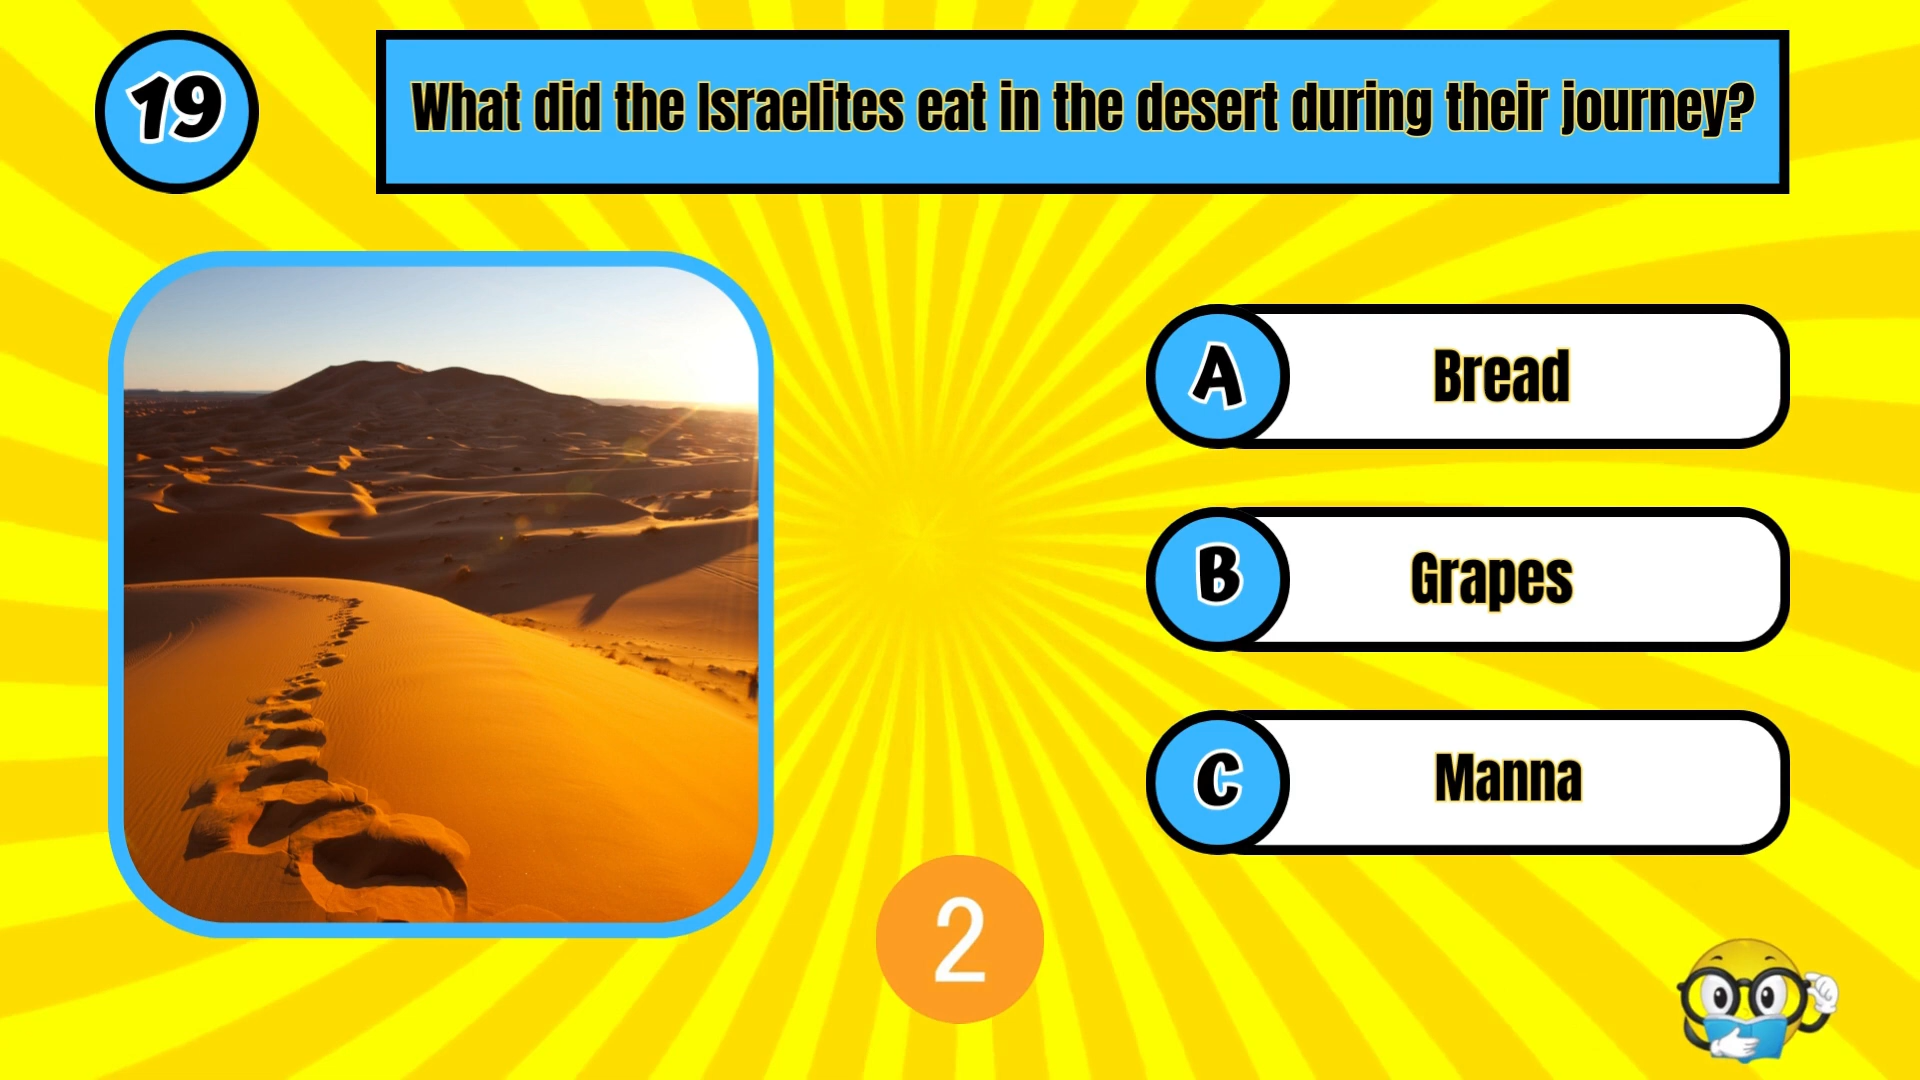 19
What did the Israelites eat in the desert during their journey?
A
Bread
B
Grapes
C
Manna
2